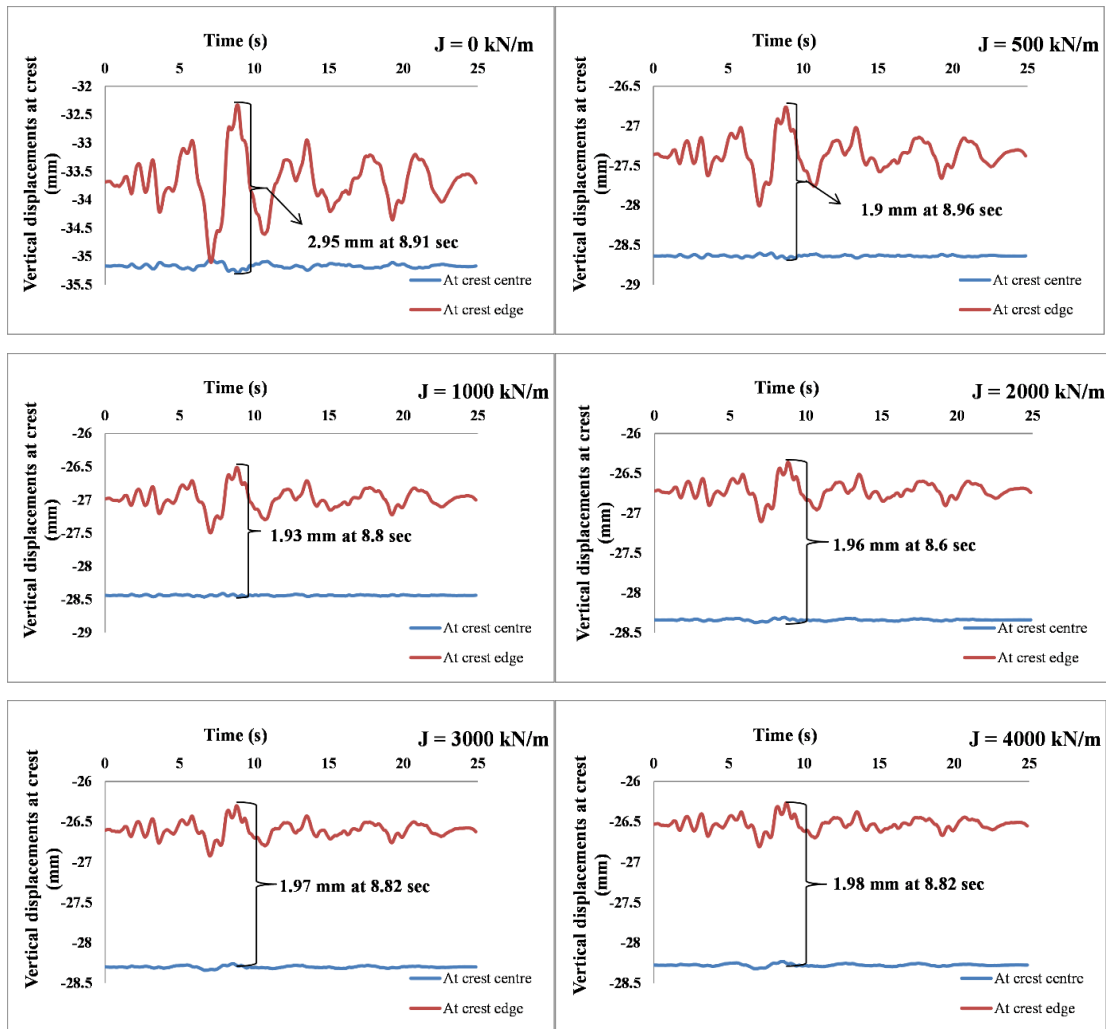 Time (s)
J = 0 kN/m
0 5 10 15 20 25
-32
-32.5
-33
-33.5
-34
-34.5
-35
-35.5
Vertical displacements at crest
(mm)
2.95 mm at 8.91 sec
At crest centre
At crest edge
Time (s)
J = 500 kN/m
0 5 10 15 20 25
-26.5
-27
-27.5
-28
-28.5
-29
Vertical displacements at crest
(mm)
1.9 mm at 8.96 sec
At crest centre
At crest edge
Time (s)
J = 1000 kN/m
0 5 10 15 20 25
-26
-26.5
-27
-27.5
-28
-28.5
-29
Vertical displacements at crest
(mm)
1.93 mm at 8.8 sec
At crest centre
At crest edge
Time (s)
J = 2000 kN/m
0 5 10 15 20 25
-26
-26.5
-27
-27.5
-28
-28.5
Vertical displacements at crest
(mm)
1.96 mm at 8.6 sec
At crest centre
At crest edge
Time (s)
J = 3000 kN/m
0 5 10 15 20 25
-26
-26.5
-27
-27.5
-28
-28.5
Vertical displacements at crest
(mm)
1.97 mm at 8.82 sec
At crest centre
At crest edge
Time (s)
J = 4000 kN/m
0 5 10 15 20 25
-26
-26.5
-27
-27.5
-28
-28.5
Vertical displacements at crest
(mm)
1.98 mm at 8.82 sec
At crest centre
At crest edge